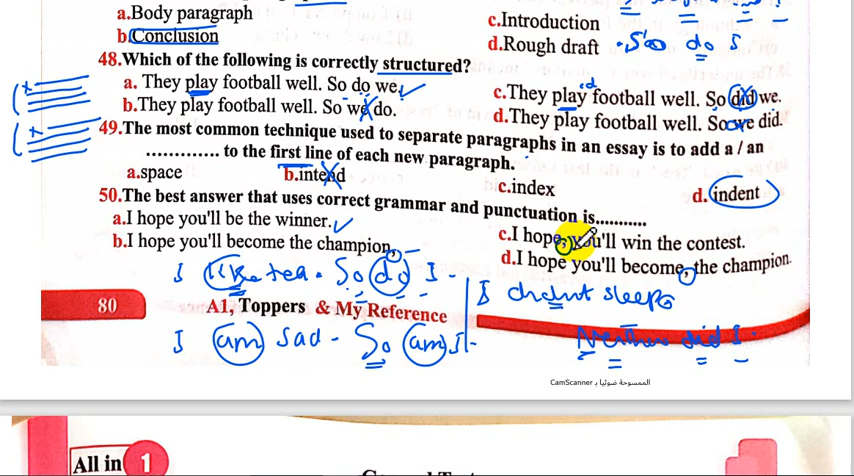 a.Body paragraph
c.Introduction
b.Conclusion
d.Rough draft
So do I
48.Which of the following is correctly structured?
a. They play football well. So do we.
c.They play football well. So did we.
ed
b.They play football well. So we do.
d.They play football well. So we did.
49.The most common technique used to separate paragraphs in an essay is to add a / an
............. to the first line of each new paragraph.
a.space
b.intend
c.index
d.indent
50.The best answer that uses correct grammar and punctuation is...........
a.I hope you'll be the winner.
c.I hope, you'll win the contest.
b.I hope you'll become the champion,
d.I hope you'll become, the champion.
I like tea. So do I.
I didn't sleep
80
A1, Toppers & My Reference
I am sad. So am I.
Neither did I.
CamScanner الممسوحة ضوئيا بـ
All in 1